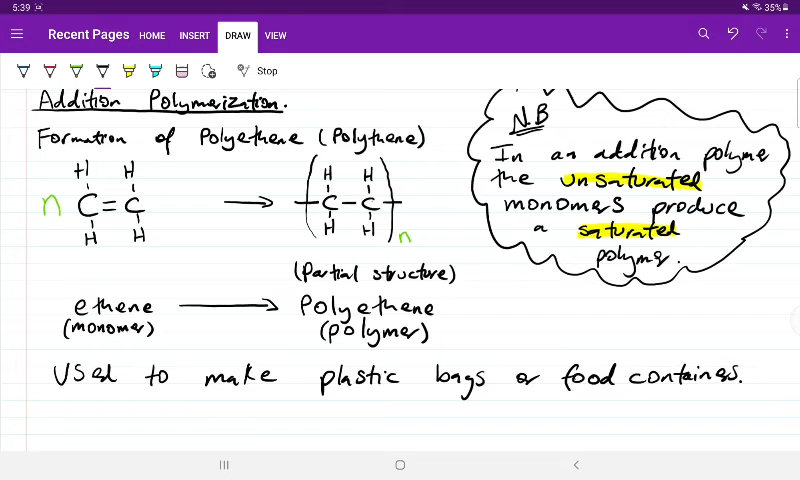 5:39
35%
Recent Pages HOME INSERT DRAW VIEW
Stop
Addition Polymerization.
Formation of Polyethene (Polythene)
H H
n C = C
H H
H H
C - C
H H n
(Partial structure)
ethene Polyethene
(monomer) (polymer)
Used to make plastic bags or food containers.
N.B
In an addition polyme
the unsaturated
monomers produce
a saturated
polymer.